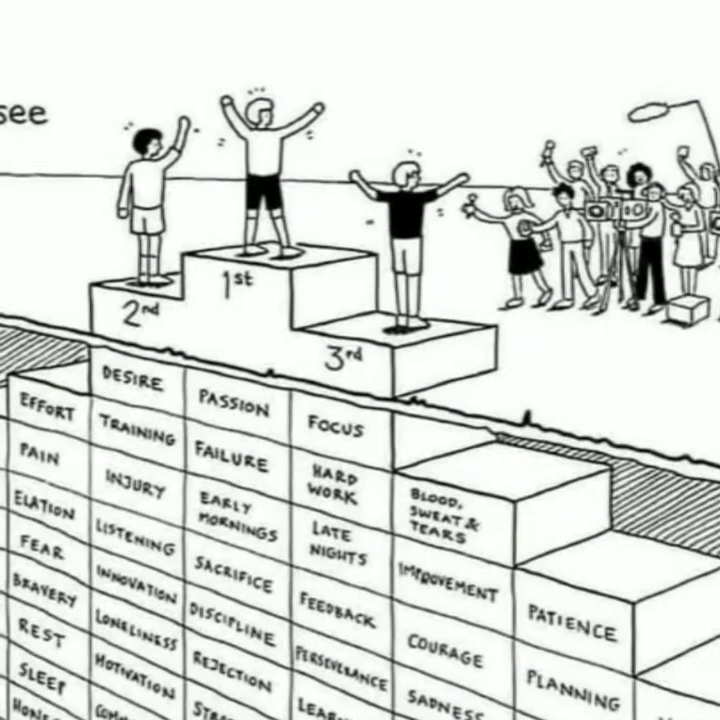 see
1st
2nd
3rd
DESIRE
PASSION
FOCUS
EFFORT
TRAINING
FAILURE
HARD
WORK
BLOOD,
SWEAT &
TEARS
PAIN
INJURY
EARLY
MORNINGS
LATE
NIGHTS
IMPROVEMENT
PATIENCE
ELATION
LISTENING
SACRIFICE
FEEDBACK
COURAGE
PLANNING
FEAR
INNOVATION
DISCIPLINE
PERSEVERANCE
SADNESS
BRAVERY
LONELINESS
REJECTION
REST
MOTIVATION
SLEEP